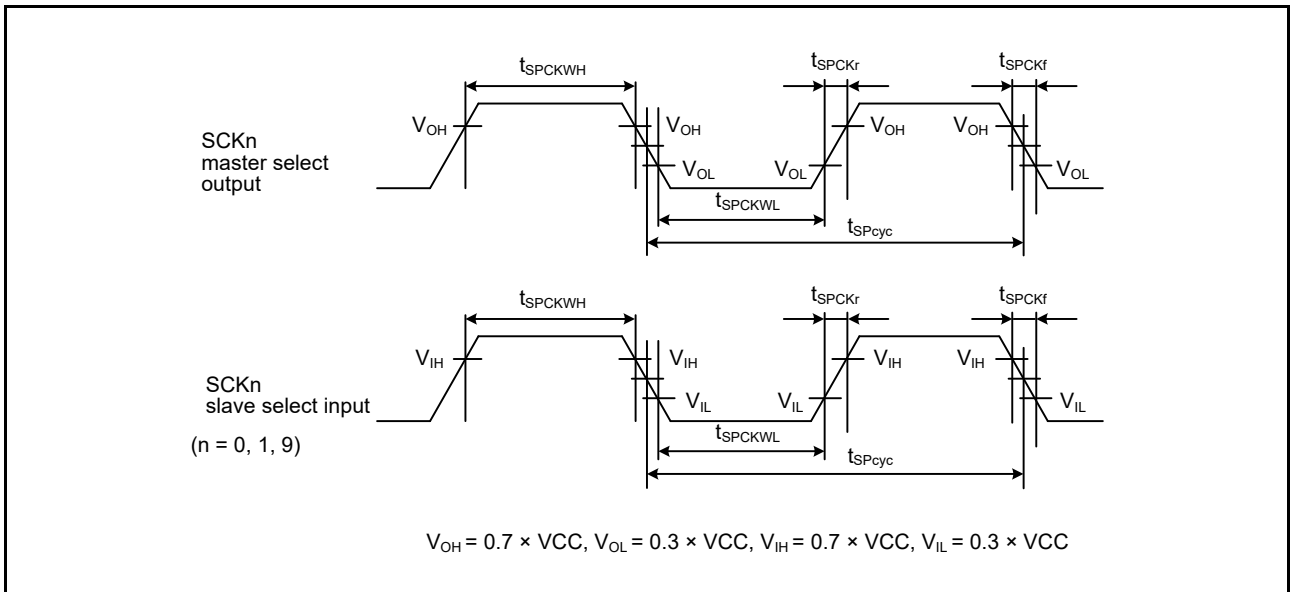 tSPCKWH
tSPCKr
tSPCKf
SCKn
master select
output
VOH
VOH
VOL
VOL
VOH
VOH
VOL
tSPCKWL
tSPcyc
tSPCKWH
tSPCKr
tSPCKf
SCKn
slave select input
(n = 0, 1, 9)
VIH
VIH
VIL
VIL
VIH
VIH
VIL
tSPCKWL
tSPcyc
VOH = 0.7 × VCC, VOL = 0.3 × VCC, VIH = 0.7 × VCC, VIL = 0.3 × VCC